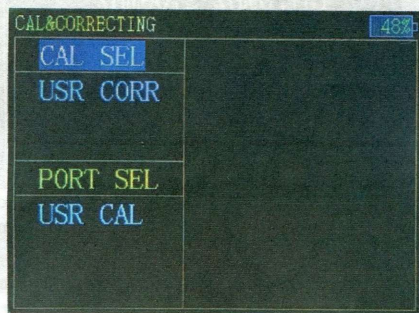 CAL&CORRECTING
48%
CAL SEL
USR CORR
PORT SEL
USR CAL